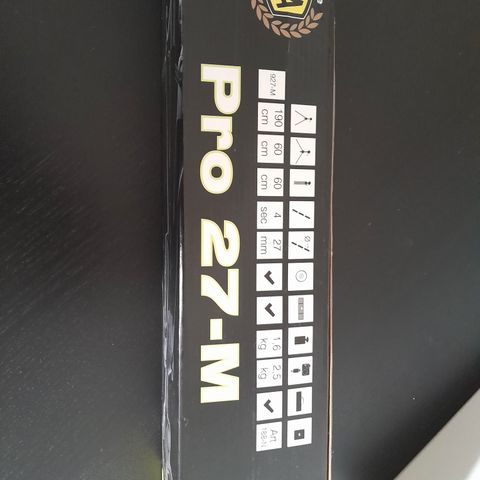 A
927-M
190 cm
60 cm
60 cm
4 sec
27 mm
1.6 kg
2.5 kg
Art. 188-N
Pro 27-M